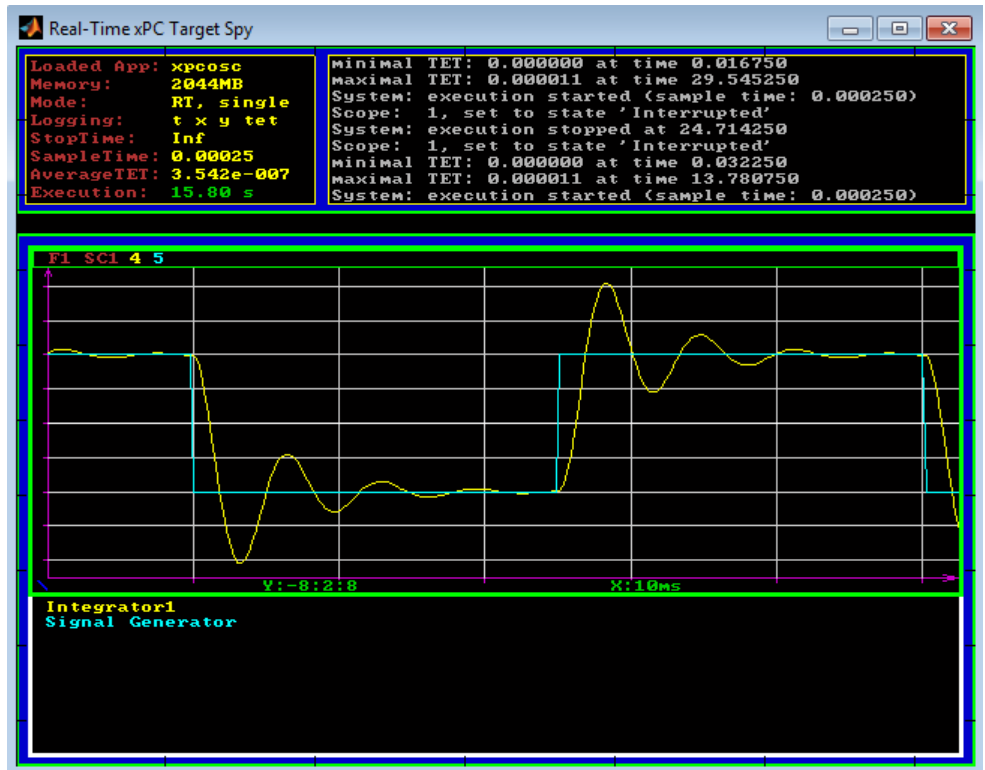 Real-Time xPC Target Spy
Loaded App: xpcosc
Memory: 2044MB
Mode: RT, single
Logging: t x y tet
StopTime: Inf
SampleTime: 0.00025
AverageTET: 3.542e-007
Execution: 15.80 s
minimal TET: 0.000000 at time 0.016750
maximal TET: 0.000011 at time 29.545250
System: execution started (sample time: 0.000250)
Scope: 1, set to state 'Interrupted'
System: execution stopped at 24.714250
Scope: 1, set to state 'Interrupted'
minimal TET: 0.000000 at time 0.032250
maximal TET: 0.000011 at time 13.780750
System: execution started (sample time: 0.000250)
F1 SC1 4 5
Y:-8:2:8 X:10ms
Integrator1
Signal Generator